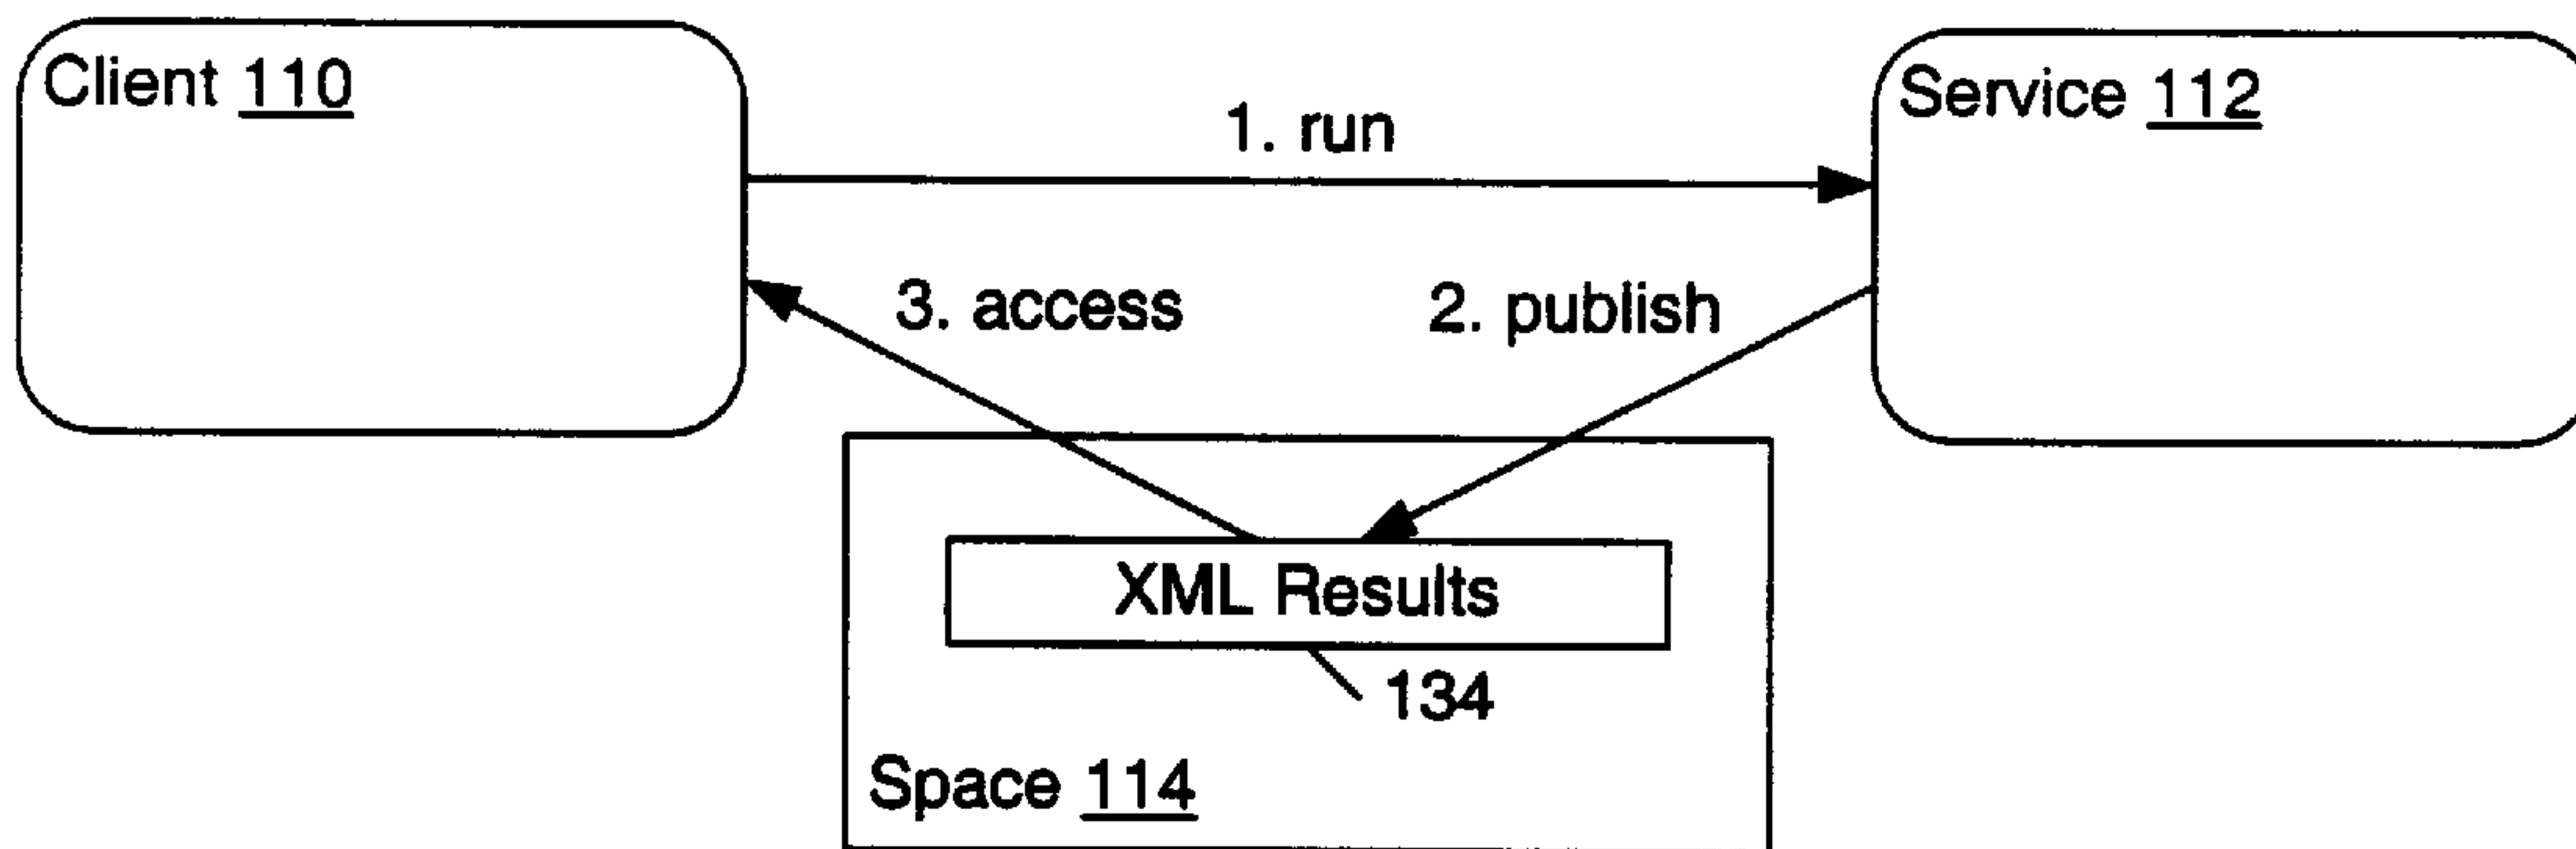 Client 110
Service 112
1. run
3. access
2. publish
XML Results
134
Space 114